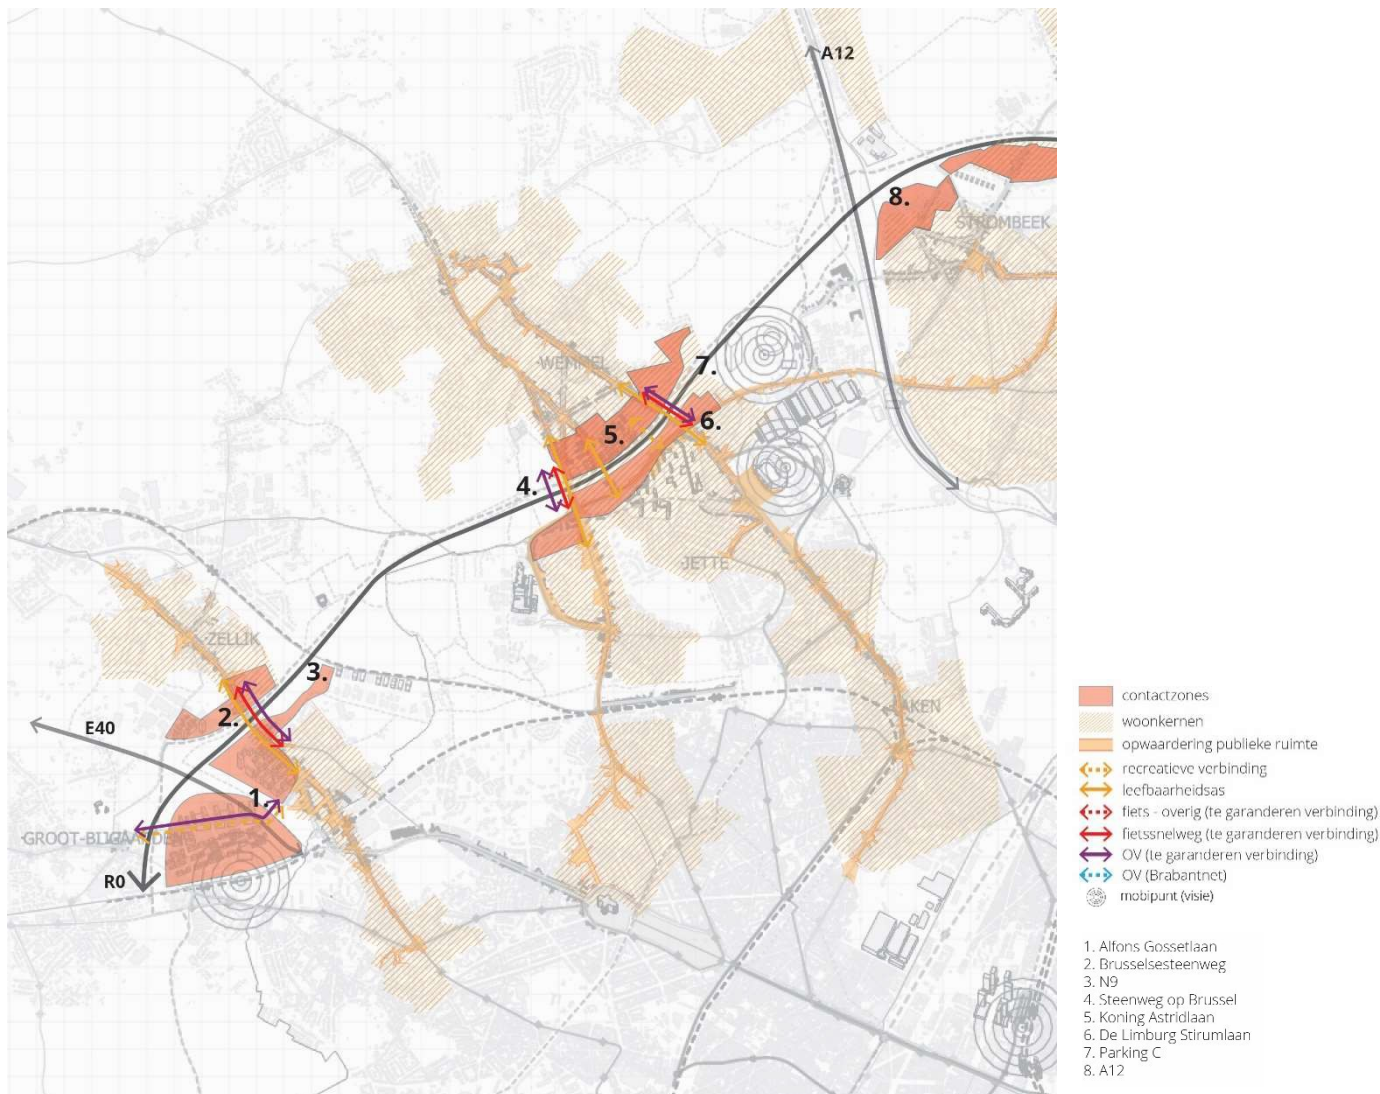 A12
8.
STROMBEEK
WEMMEL
7.
6.
5.
4.
JETTE
ZELLIK
3.
LAKEN
2.
E40
1.
GROOT-BIJGAARDEN
R0
contactzones
woonkernen
opwaardering publieke ruimte
recreatieve verbinding
leefbaarheidsas
fiets - overig (te garanderen verbinding)
fietssnelweg (te garanderen verbinding)
OV (te garanderen verbinding)
OV (Brabantnet)
mobipunt (visie)
1. Alfons Gossetlaan
2. Brusselsesteenweg
3. N9
4. Steenweg op Brussel
5. Koning Astridlaan
6. De Limburg Stirumlaan
7. Parking C
8. A12